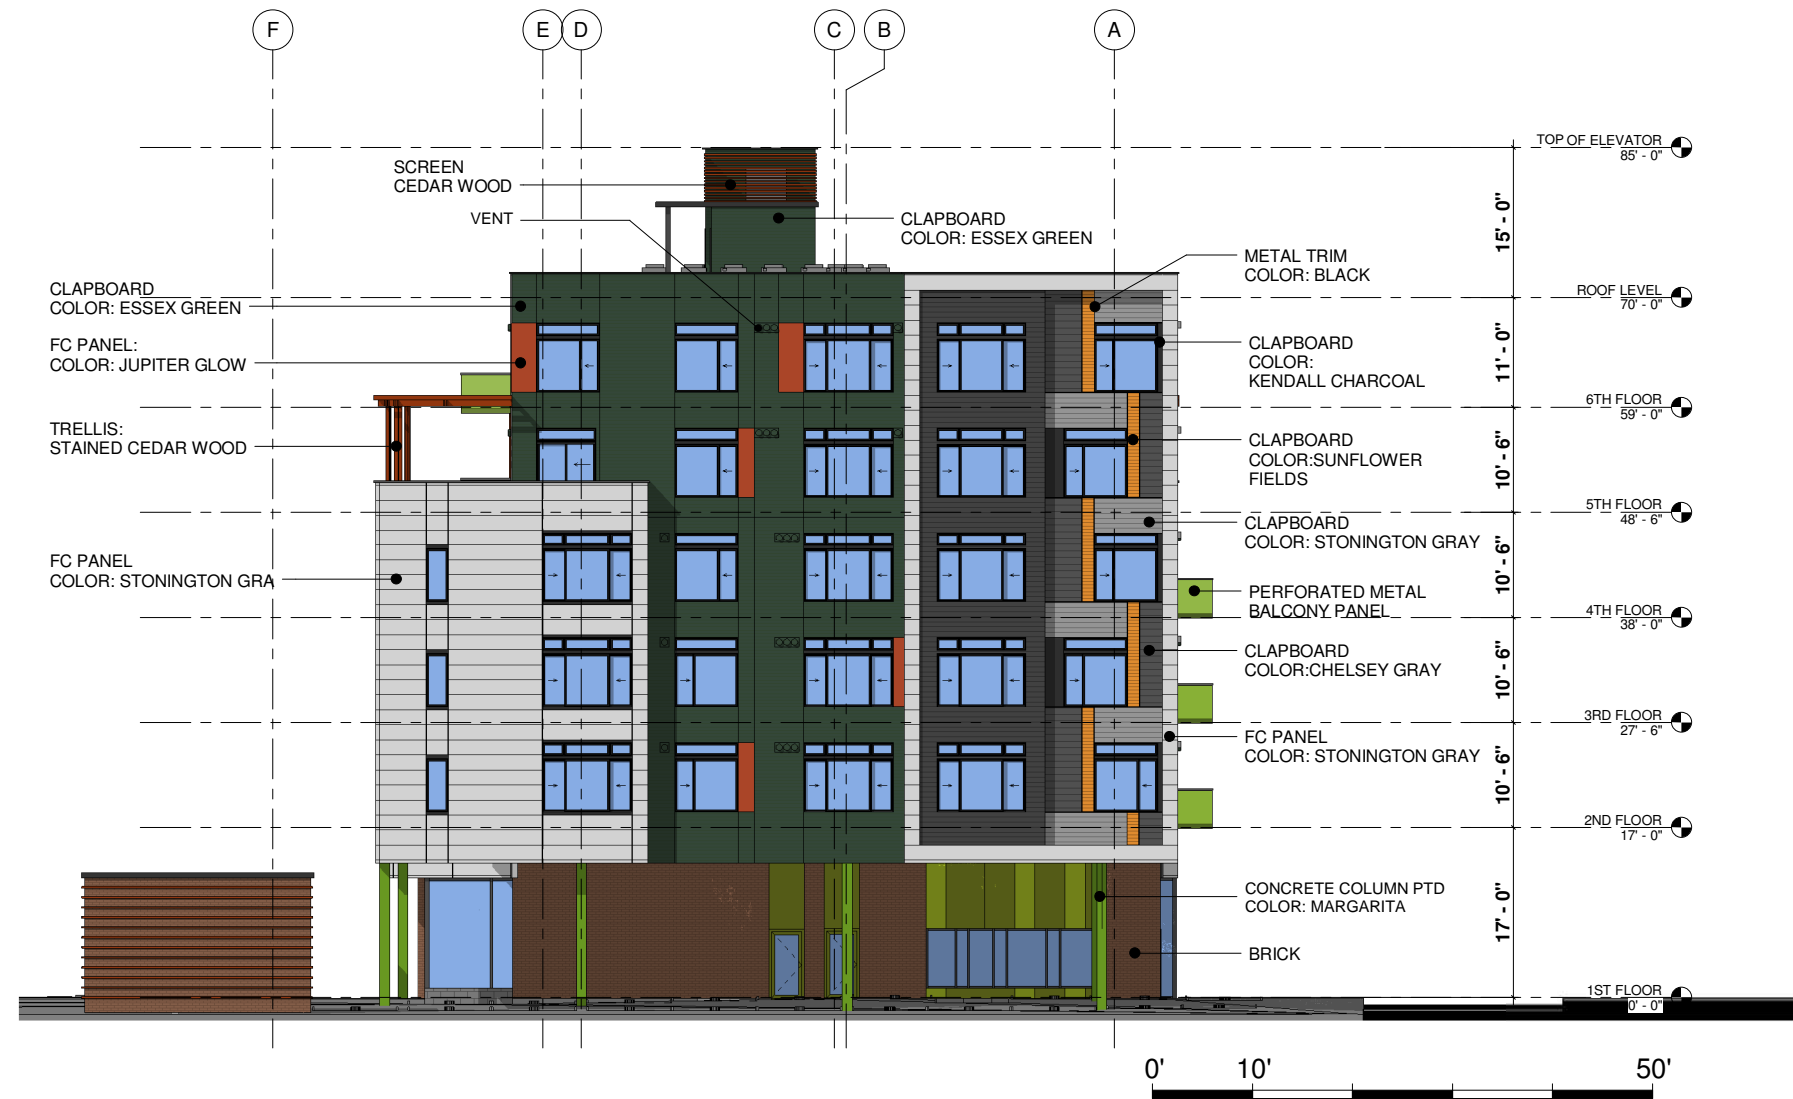 F
E
D
C
B
A
TOP OF ELEVATOR
85' - 0"
SCREEN
CEDAR WOOD
VENT
CLAPBOARD
COLOR: ESSEX GREEN
15' - 0"
METAL TRIM
COLOR: BLACK
CLAPBOARD
COLOR: ESSEX GREEN
ROOF LEVEL
70' - 0"
FC PANEL:
COLOR: JUPITER GLOW
CLAPBOARD
COLOR:
KENDALL CHARCOAL
11' - 0"
6TH FLOOR
59' - 0"
TRELLIS:
STAINED CEDAR WOOD
CLAPBOARD
COLOR:SUNFLOWER
FIELDS
10' - 6"
5TH FLOOR
48' - 6"
CLAPBOARD
COLOR: STONINGTON GRAY
FC PANEL
COLOR: STONINGTON GRA
10' - 6"
PERFORATED METAL
BALCONY PANEL
4TH FLOOR
38' - 0"
CLAPBOARD
COLOR:CHELSEY GRAY
10' - 6"
3RD FLOOR
27' - 6"
FC PANEL
COLOR: STONINGTON GRAY
10' - 6"
2ND FLOOR
17' - 0"
CONCRETE COLUMN PTD
COLOR: MARGARITA
17' - 0"
BRICK
1ST FLOOR
0' - 0"
0'
10'
50'